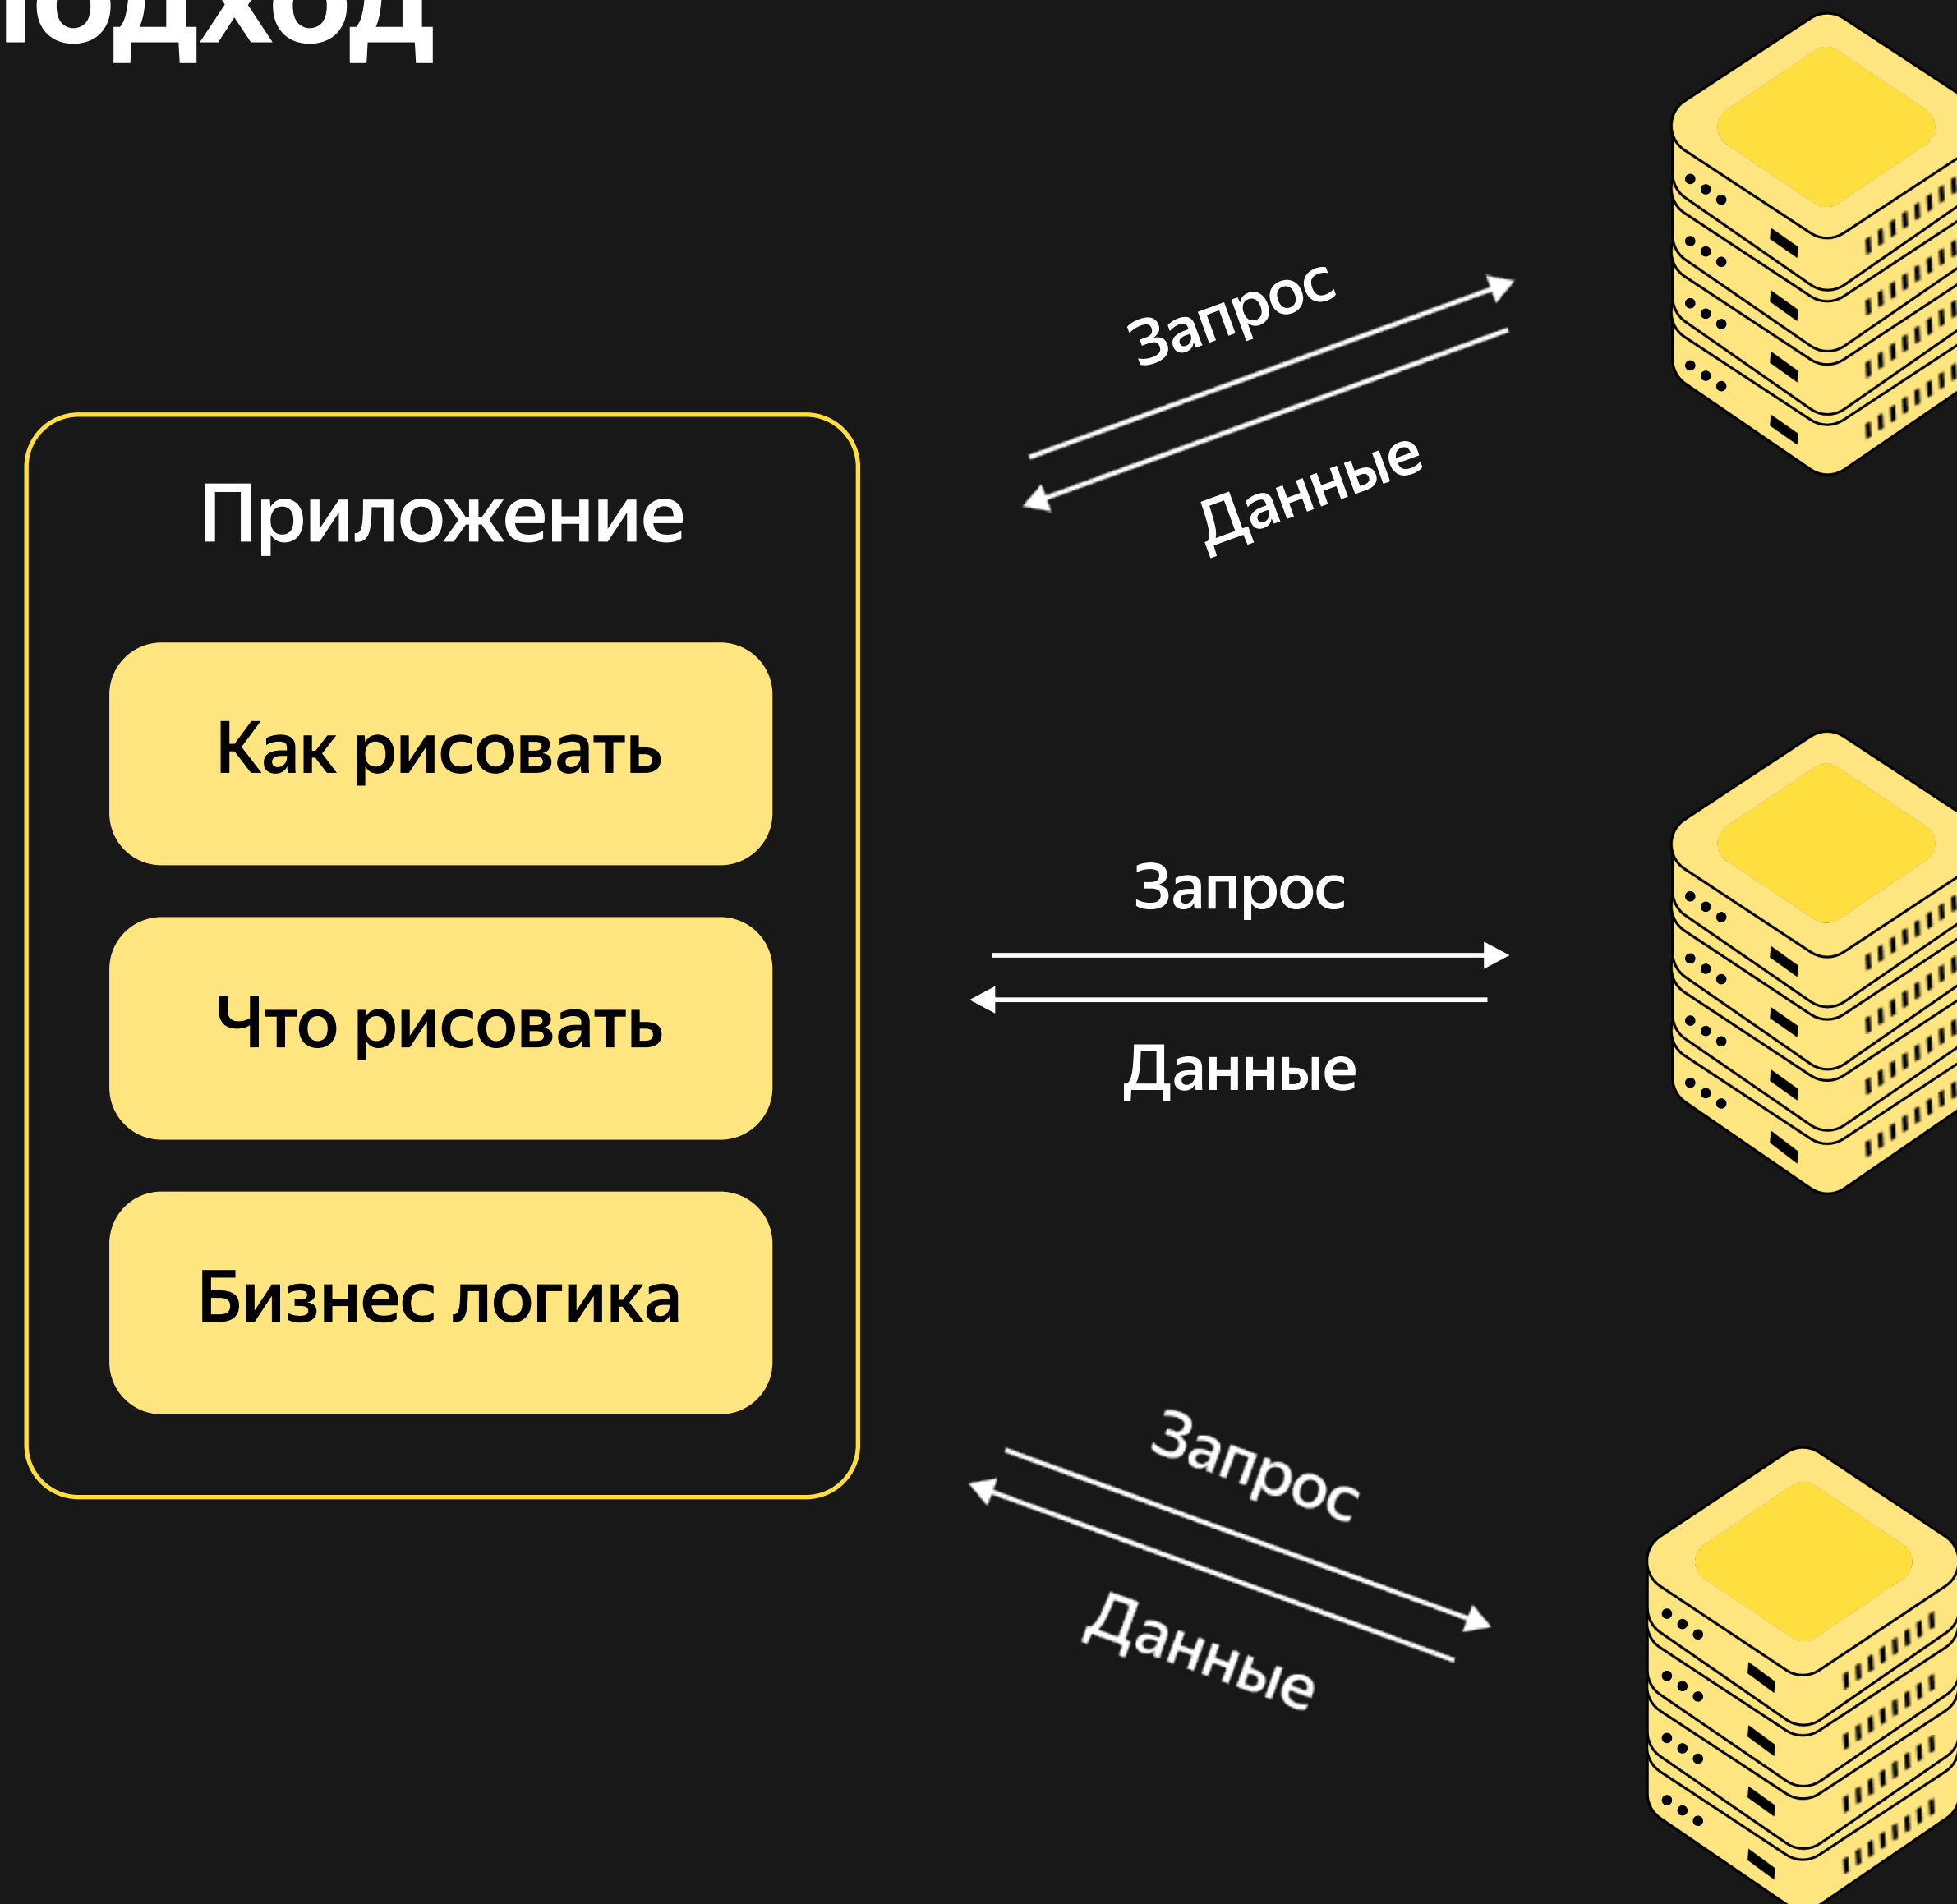 подход
Запрос
Данные
Приложение
Как рисовать
Что рисовать
Бизнес логика
Запрос
Данные
Запрос
Данные